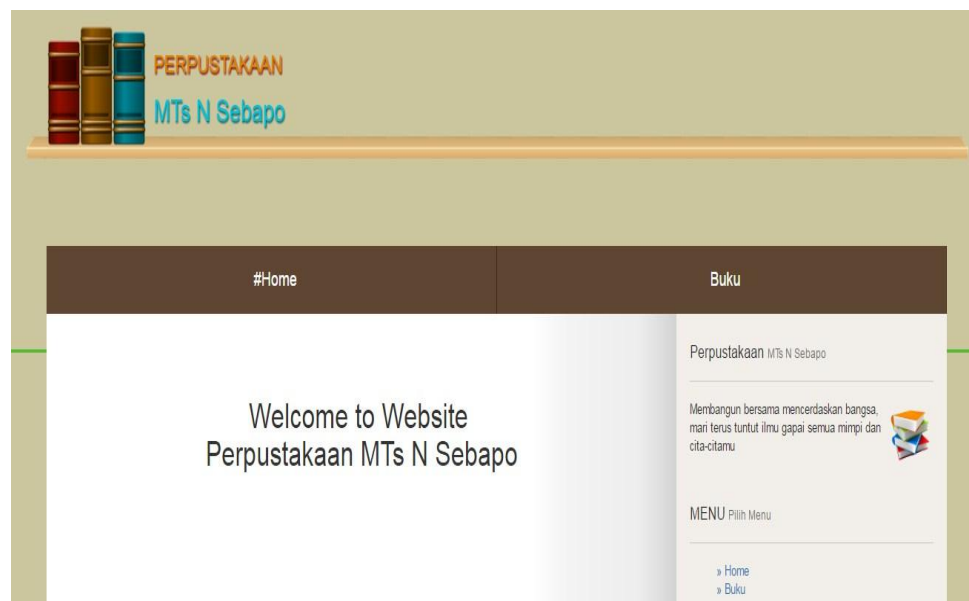 PERPUSTAKAAN
MTs N Sebapo
#Home
Buku
Welcome to Website
Perpustakaan MTs N Sebapo
Perpustakaan MTs N Sebapo
Membangun bersama mencerdaskan bangsa,
mari terus tuntut ilmu gapai semua mimpi dan
cita-citamu
MENU Pilih Menu
» Home
» Buku